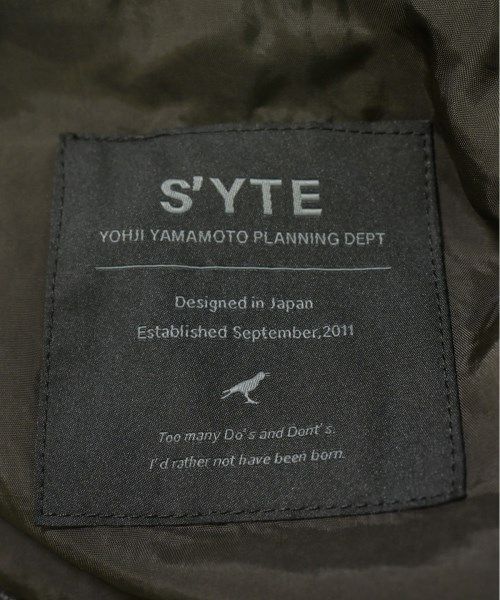 S'YTE
YOHJI YAMAMOTO PLANNING DEPT
Designed in Japan
Established September,2011
Too many Do's and Dont's.
I'd rather not have been born.